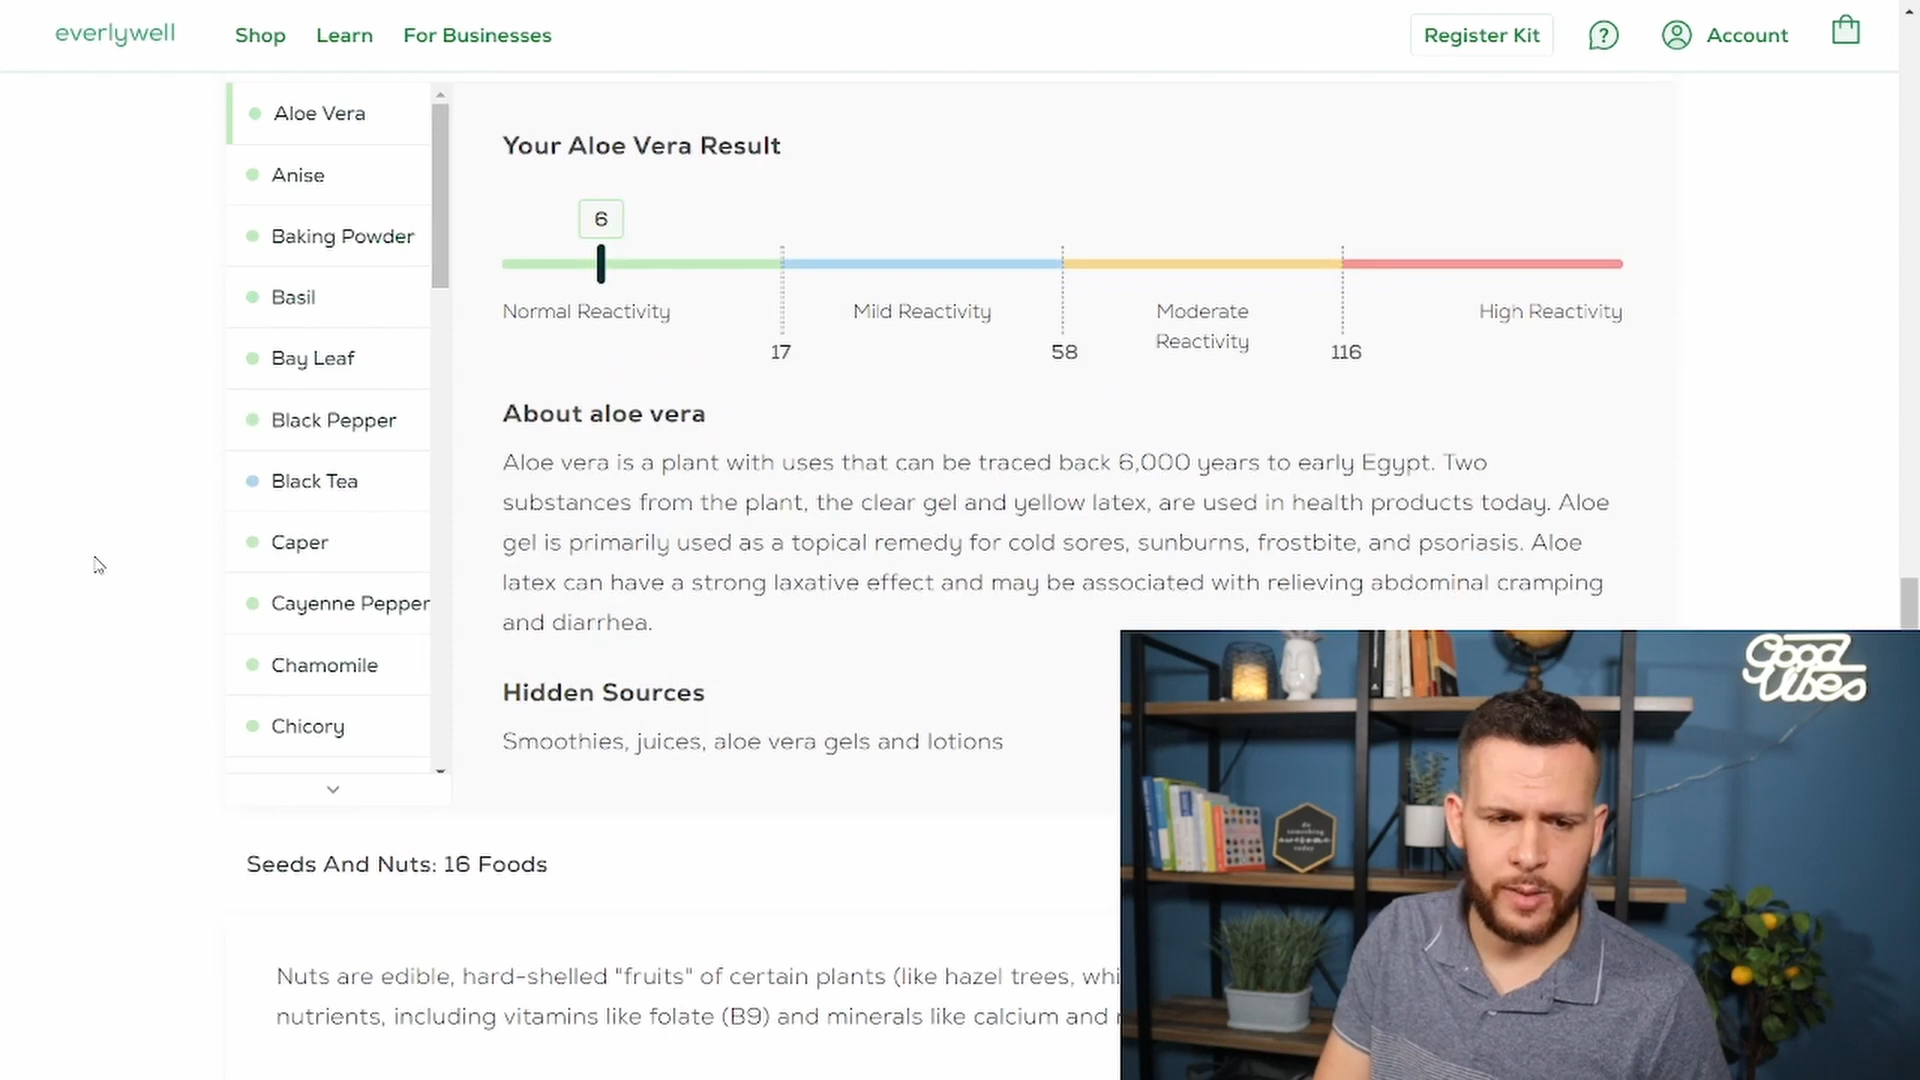 everlywell
Shop
Learn
For Businesses
Register Kit
?
Account
Aloe Vera
Anise
Baking Powder
Basil
Bay Leaf
Black Pepper
Black Tea
Caper
Cayenne Pepper
Chamomile
Chicory
Your Aloe Vera Result
6
Normal Reactivity
Mild Reactivity
Moderate
Reactivity
High Reactivity
17
58
116
About aloe vera
Aloe vera is a plant with uses that can be traced back 6,000 years to early Egypt. Two
substances from the plant, the clear gel and yellow latex, are used in health products today. Aloe
gel is primarily used as a topical remedy for cold sores, sunburns, frostbite, and psoriasis. Aloe
latex can have a strong laxative effect and may be associated with relieving abdominal cramping
and diarrhea.
Hidden Sources
Smoothies, juices, aloe vera gels and lotions
Seeds And Nuts: 16 Foods
Nuts are edible, hard-shelled "fruits" of certain plants (like hazel trees, whi
nutrients, including vitamins like folate (B9) and minerals like calcium and
Good
Vibes
do
something
awesome
today